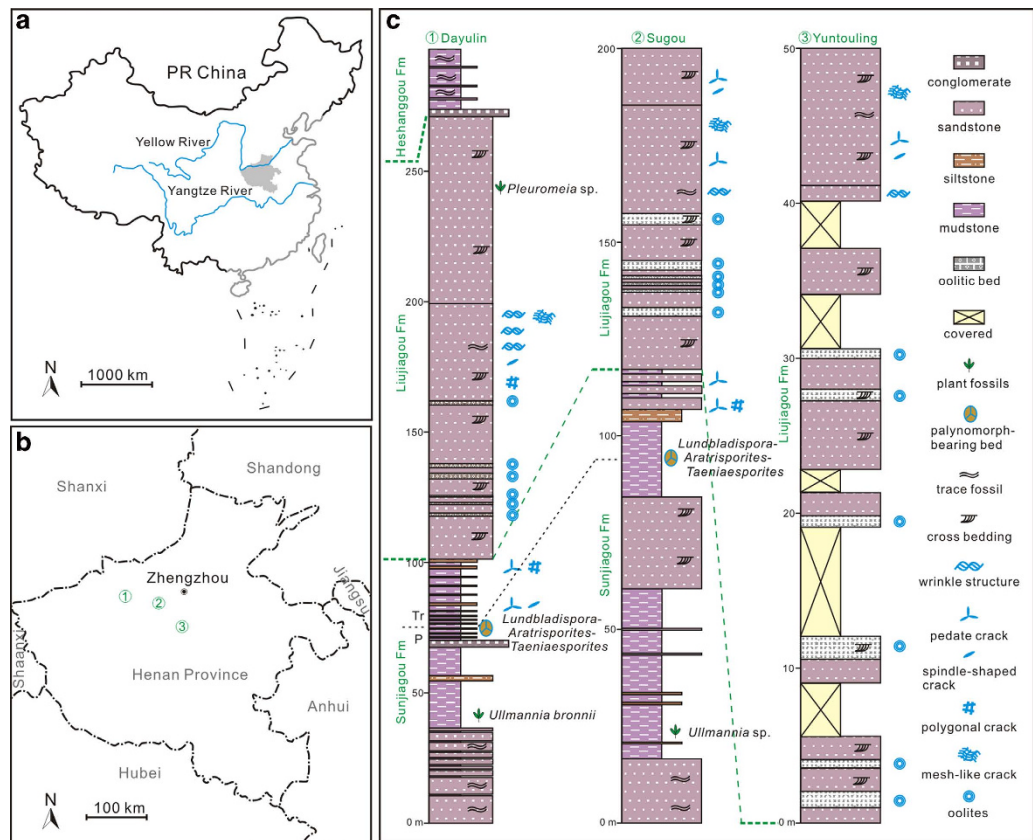 a
PR China
Yellow River
Yangtze River
N
1000 km
b
Shanxi
Shandong
Zhengzhou
①
②
③
Jiangsu
Shaanxi
Henan Province
Anhui
Hubei
N
100 km
c
① Dayulin
Heshanggou Fm
250
Pleuromeia sp.
200
Liujiagou Fm
150
100
Tr
P
Lundbladispora-
Aratrisporites-
Taeniaesporites
Sunjiagou Fm
50
Ullmannia bronnii
0 m
② Sugou
200
150
Liujiagou Fm
100
Lundbladispora-
Aratrisporites-
Taeniaesporites
Sunjiagou Fm
50
Ullmannia sp.
0 m
③ Yuntouling
50
40
30
Liujiagou Fm
20
10
0 m
conglomerate
sandstone
siltstone
mudstone
oolitic bed
covered
plant fossils
palynomorph-
bearing bed
trace fossil
cross bedding
wrinkle structure
pedate crack
spindle-shaped
crack
polygonal crack
mesh-like crack
oolites